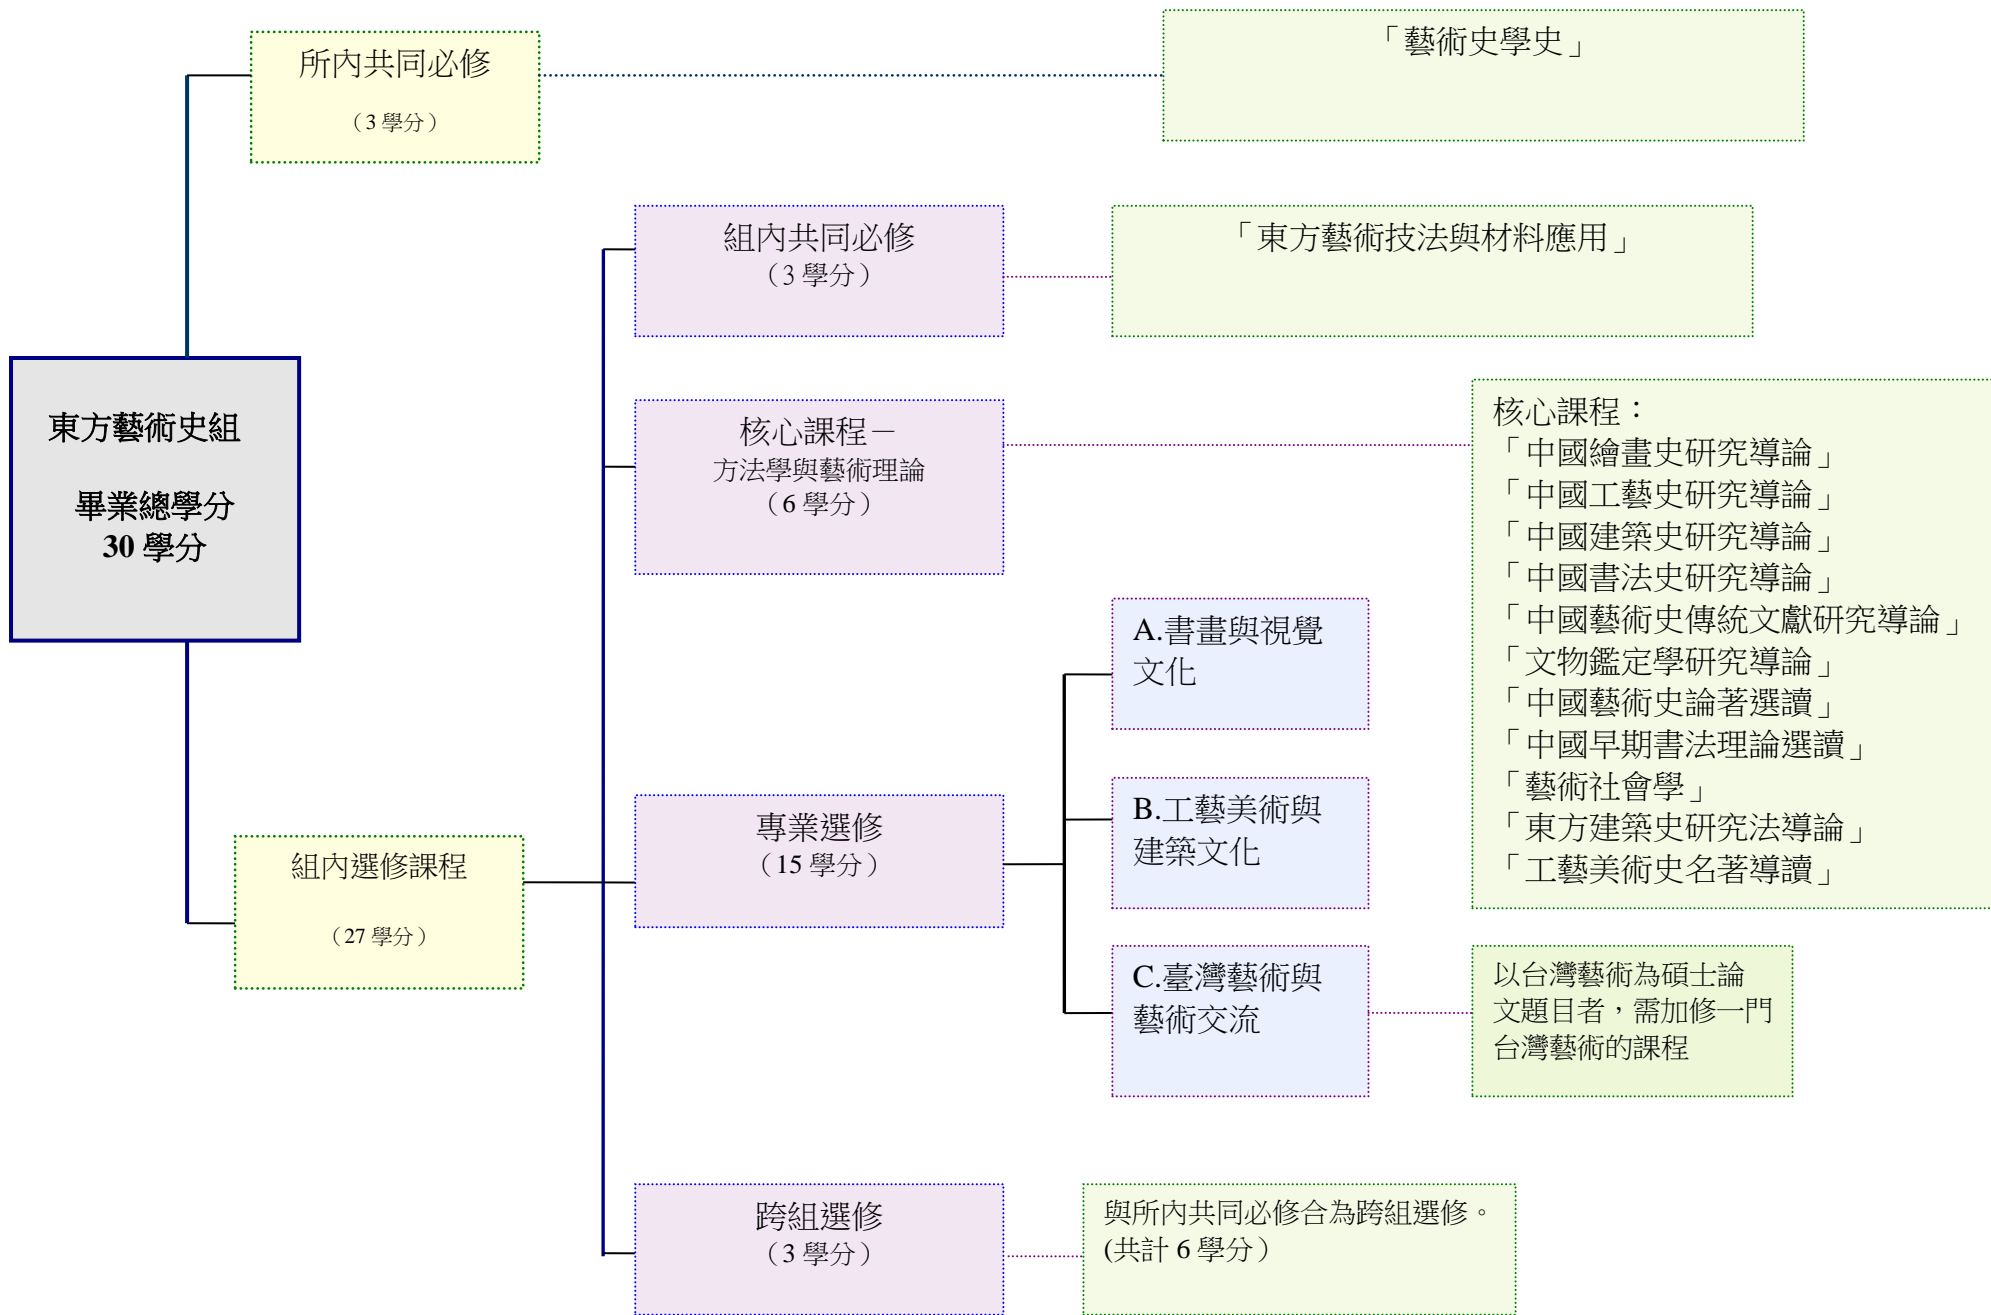 東方藝術史組
畢業總學分
30 學分
所內共同必修
（3 學分）
「藝術史學史」
組內選修課程
（27 學分）
組內共同必修
（3 學分）
「東方藝術技法與材料應用」
核心課程－
方法學與藝術理論
（6 學分）
核心課程：
「中國繪畫史研究導論」
「中國工藝史研究導論」
「中國建築史研究導論」
「中國書法史研究導論」
「中國藝術史傳統文獻研究導論」
「文物鑑定學研究導論」
「中國藝術史論著選讀」
「中國早期書法理論選讀」
「藝術社會學」
「東方建築史研究法導論」
「工藝美術史名著導讀」
專業選修
（15 學分）
A.書畫與視覺
文化
B.工藝美術與
建築文化
C.臺灣藝術與
藝術交流
以台灣藝術為碩士論
文題目者，需加修一門
台灣藝術的課程
跨組選修
（3 學分）
與所內共同必修合為跨組選修。
(共計 6 學分）